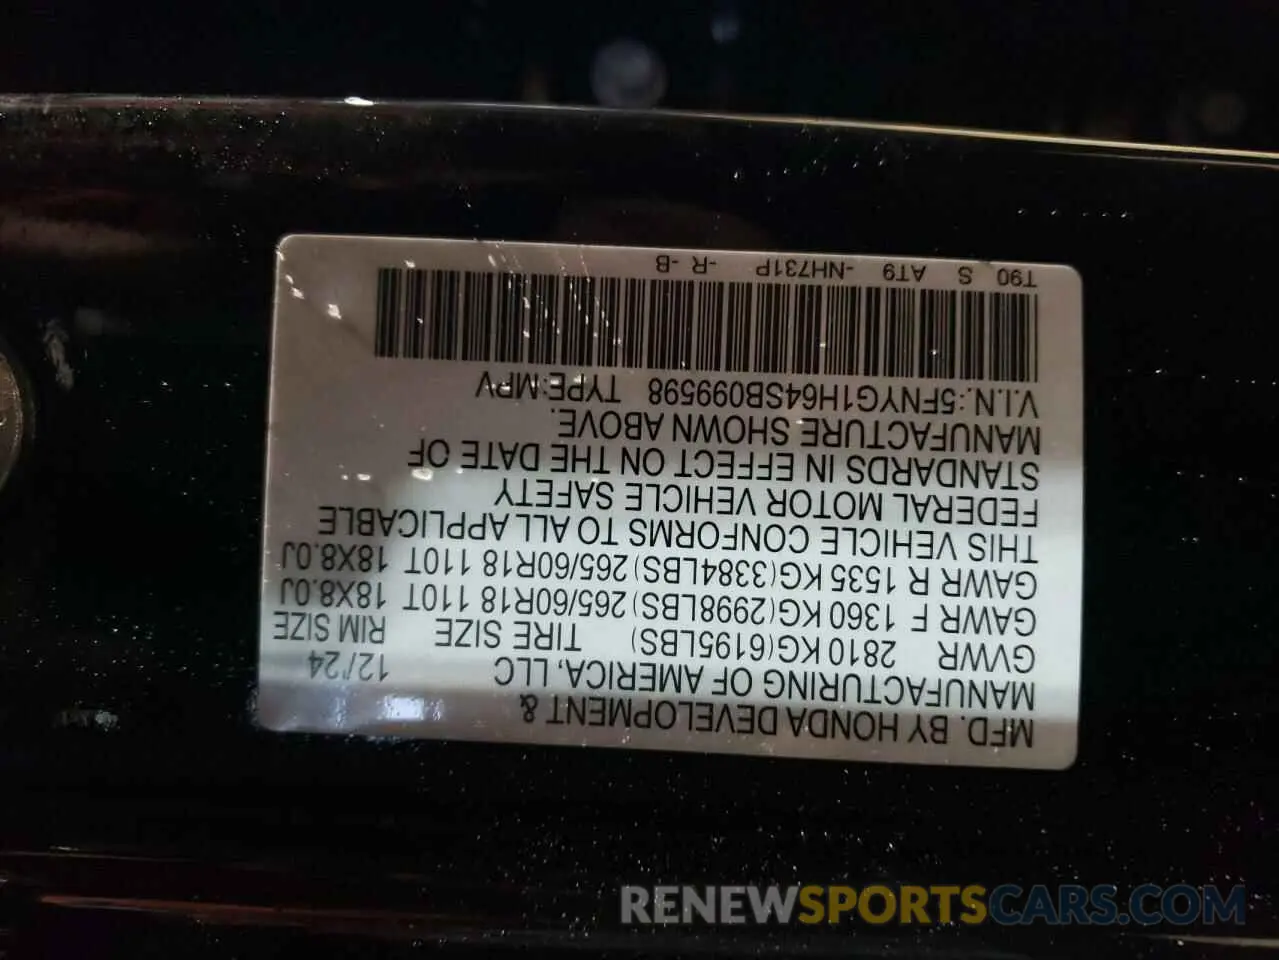 MFD. BY HONDA DEVELOPMENT &
MANUFACTURING OF AMERICA, LLC 12/'24
GVWR 2810 KG(6195LBS) TIRE SIZE RIM SIZE
GAWR F 1360 KG(2998LBS) 265/60R18 110T 18X8.0J
GAWR R 1535 KG(3384LBS) 265/60R18 110T 18X8.0J
THIS VEHICLE CONFORMS TO ALL APPLICABLE
FEDERAL MOTOR VEHICLE SAFETY
STANDARDS IN EFFECT ON THE DATE OF
MANUFACTURE SHOWN ABOVE.
V.I.N.:5FNYG1H64SB099598 TYPE:MPV
T90 S AT9 -NH731P -R -B
RENEWSPORTSCARS.COM